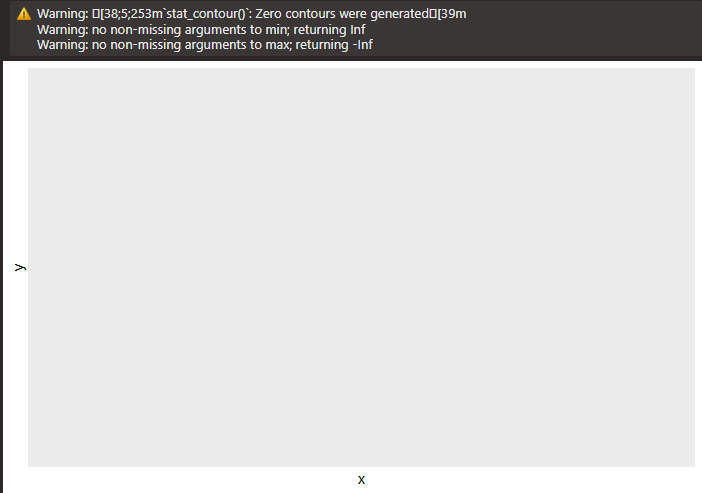 Warning: □[38;5;253m`stat_contour()`: Zero contours were generated□[39m
Warning: no non-missing arguments to min; returning Inf
Warning: no non-missing arguments to max; returning -Inf
y
x